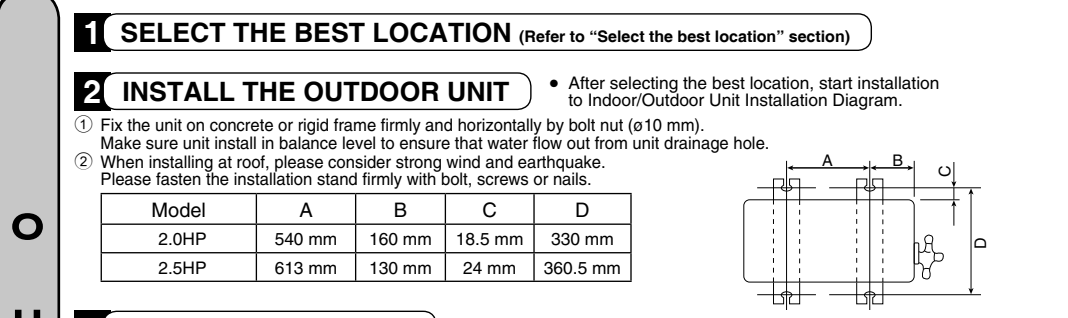 1 SELECT THE BEST LOCATION (Refer to “Select the best location” section)
2 INSTALL THE OUTDOOR UNIT
• After selecting the best location, start installation
to Indoor/Outdoor Unit Installation Diagram.
① Fix the unit on concrete or rigid frame firmly and horizontally by bolt nut (ø10 mm).
Make sure unit install in balance level to ensure that water flow out from unit drainage hole.
② When installing at roof, please consider strong wind and earthquake.
Please fasten the installation stand firmly with bolt, screws or nails.
Model A B C D
2.0HP 540 mm 160 mm 18.5 mm 330 mm
2.5HP 613 mm 130 mm 24 mm 360.5 mm
A B C
D
O